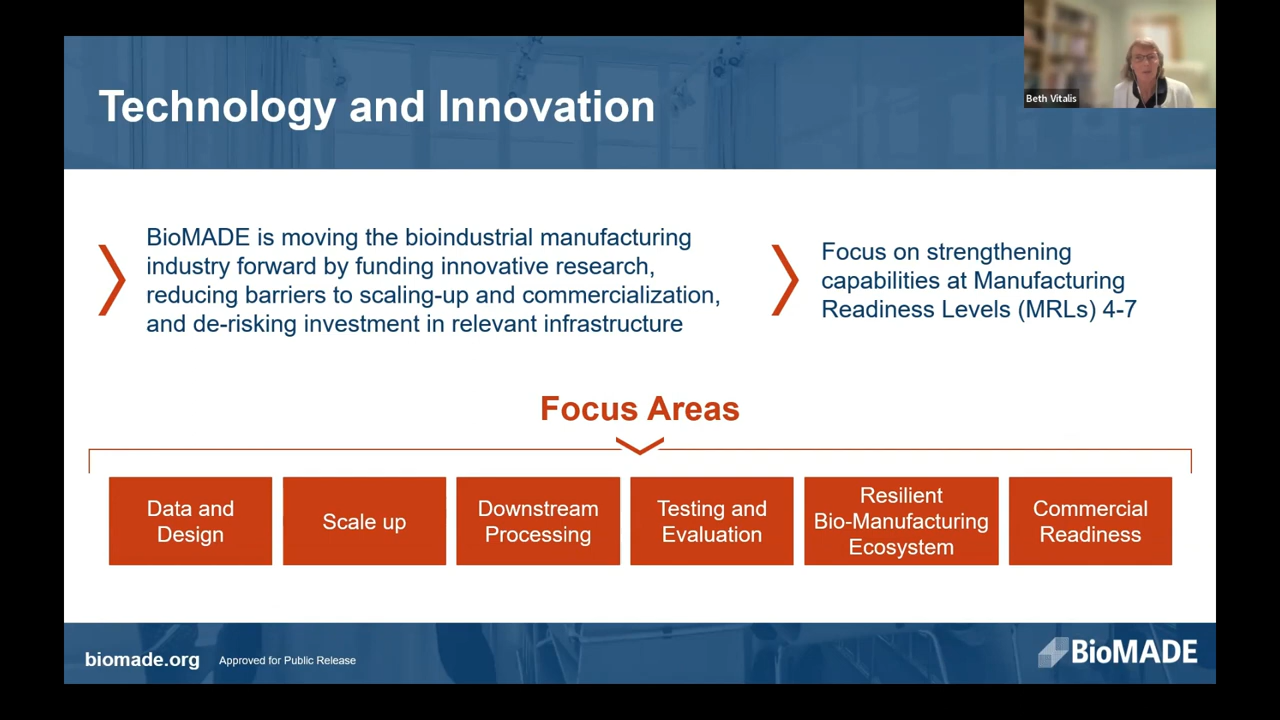 Technology and Innovation
Beth Vitalis
BioMADE is moving the bioindustrial manufacturing
industry forward by funding innovative research,
reducing barriers to scaling-up and commercialization,
and de-risking investment in relevant infrastructure
Focus on strengthening
capabilities at Manufacturing
Readiness Levels (MRLs) 4-7
Focus Areas
Data and
Design
Scale up
Downstream
Processing
Testing and
Evaluation
Resilient
Bio-Manufacturing
Ecosystem
Commercial
Readiness
biomade.org
Approved for Public Release
BioMADE